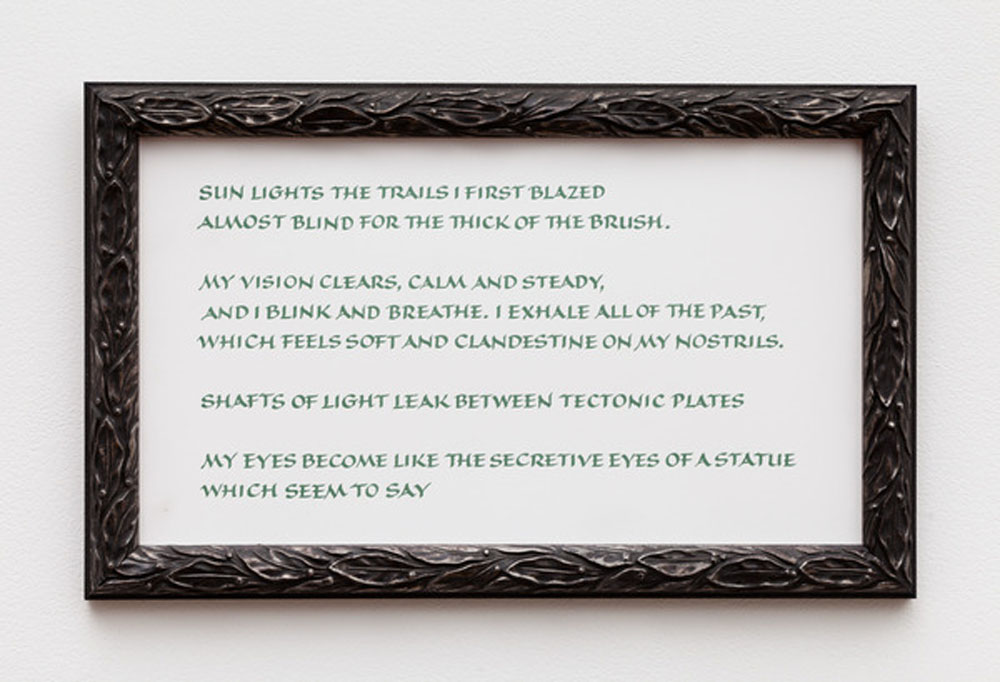 SUN LIGHTS THE TRAILS I FIRST BLAZED
ALMOST BLIND FOR THE THICK OF THE BRUSH.
MY VISION CLEARS, CALM AND STEADY,
AND I BLINK AND BREATHE. I EXHALE ALL OF THE PAST,
WHICH FEELS SOFT AND CLANDESTINE ON MY NOSTRILS.
SHAFTS OF LIGHT LEAK BETWEEN TECTONIC PLATES
MY EYES BECOME LIKE THE SECRETIVE EYES OF A STATUE
WHICH SEEM TO SAY